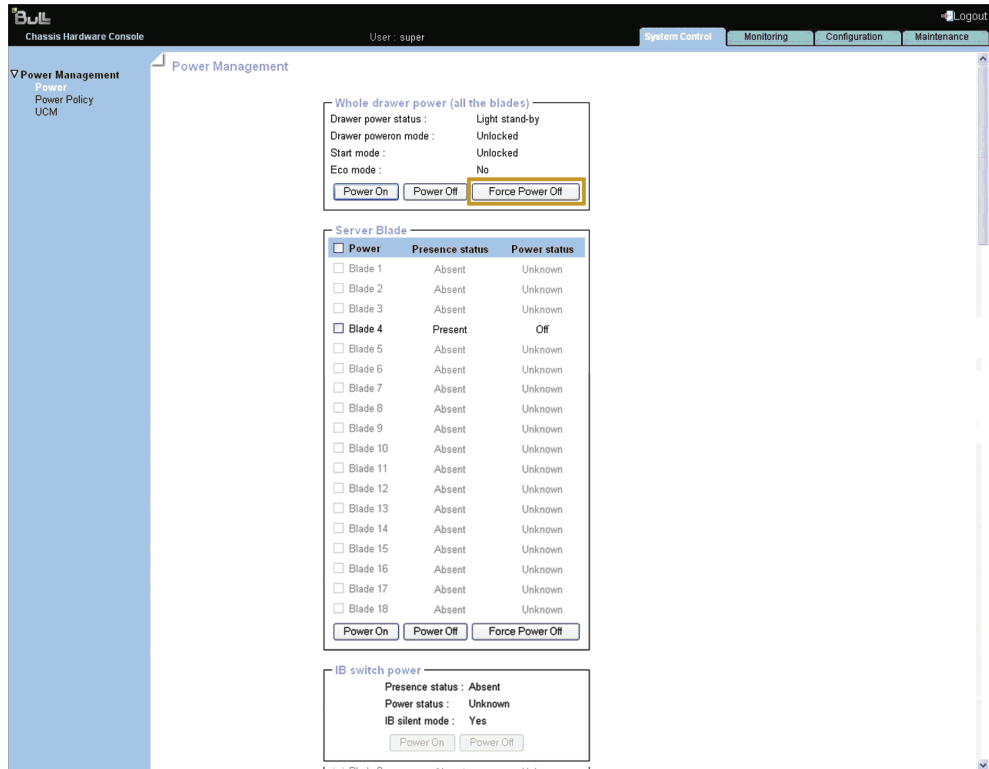 Bull
Logout
Chassis Hardware Console
User : super
System Control
Monitoring
Configuration
Maintenance
Power Management
Power
Power Policy
UCM
Power Management
Whole drawer power (all the blades)
Drawer power status : Light stand-by
Drawer poweron mode : Unlocked
Start mode : Unlocked
Eco mode : No
Power On Power Off Force Power Off
Server Blade
Power Presence status Power status
Blade 1 Absent Unknown
Blade 2 Absent Unknown
Blade 3 Absent Unknown
Blade 4 Present Off
Blade 5 Absent Unknown
Blade 6 Absent Unknown
Blade 7 Absent Unknown
Blade 8 Absent Unknown
Blade 9 Absent Unknown
Blade 10 Absent Unknown
Blade 11 Absent Unknown
Blade 12 Absent Unknown
Blade 13 Absent Unknown
Blade 14 Absent Unknown
Blade 15 Absent Unknown
Blade 16 Absent Unknown
Blade 17 Absent Unknown
Blade 18 Absent Unknown
Power On Power Off Force Power Off
IB switch power
Presence status : Absent
Power status : Unknown
IB silent mode : Yes
Power On Power Off